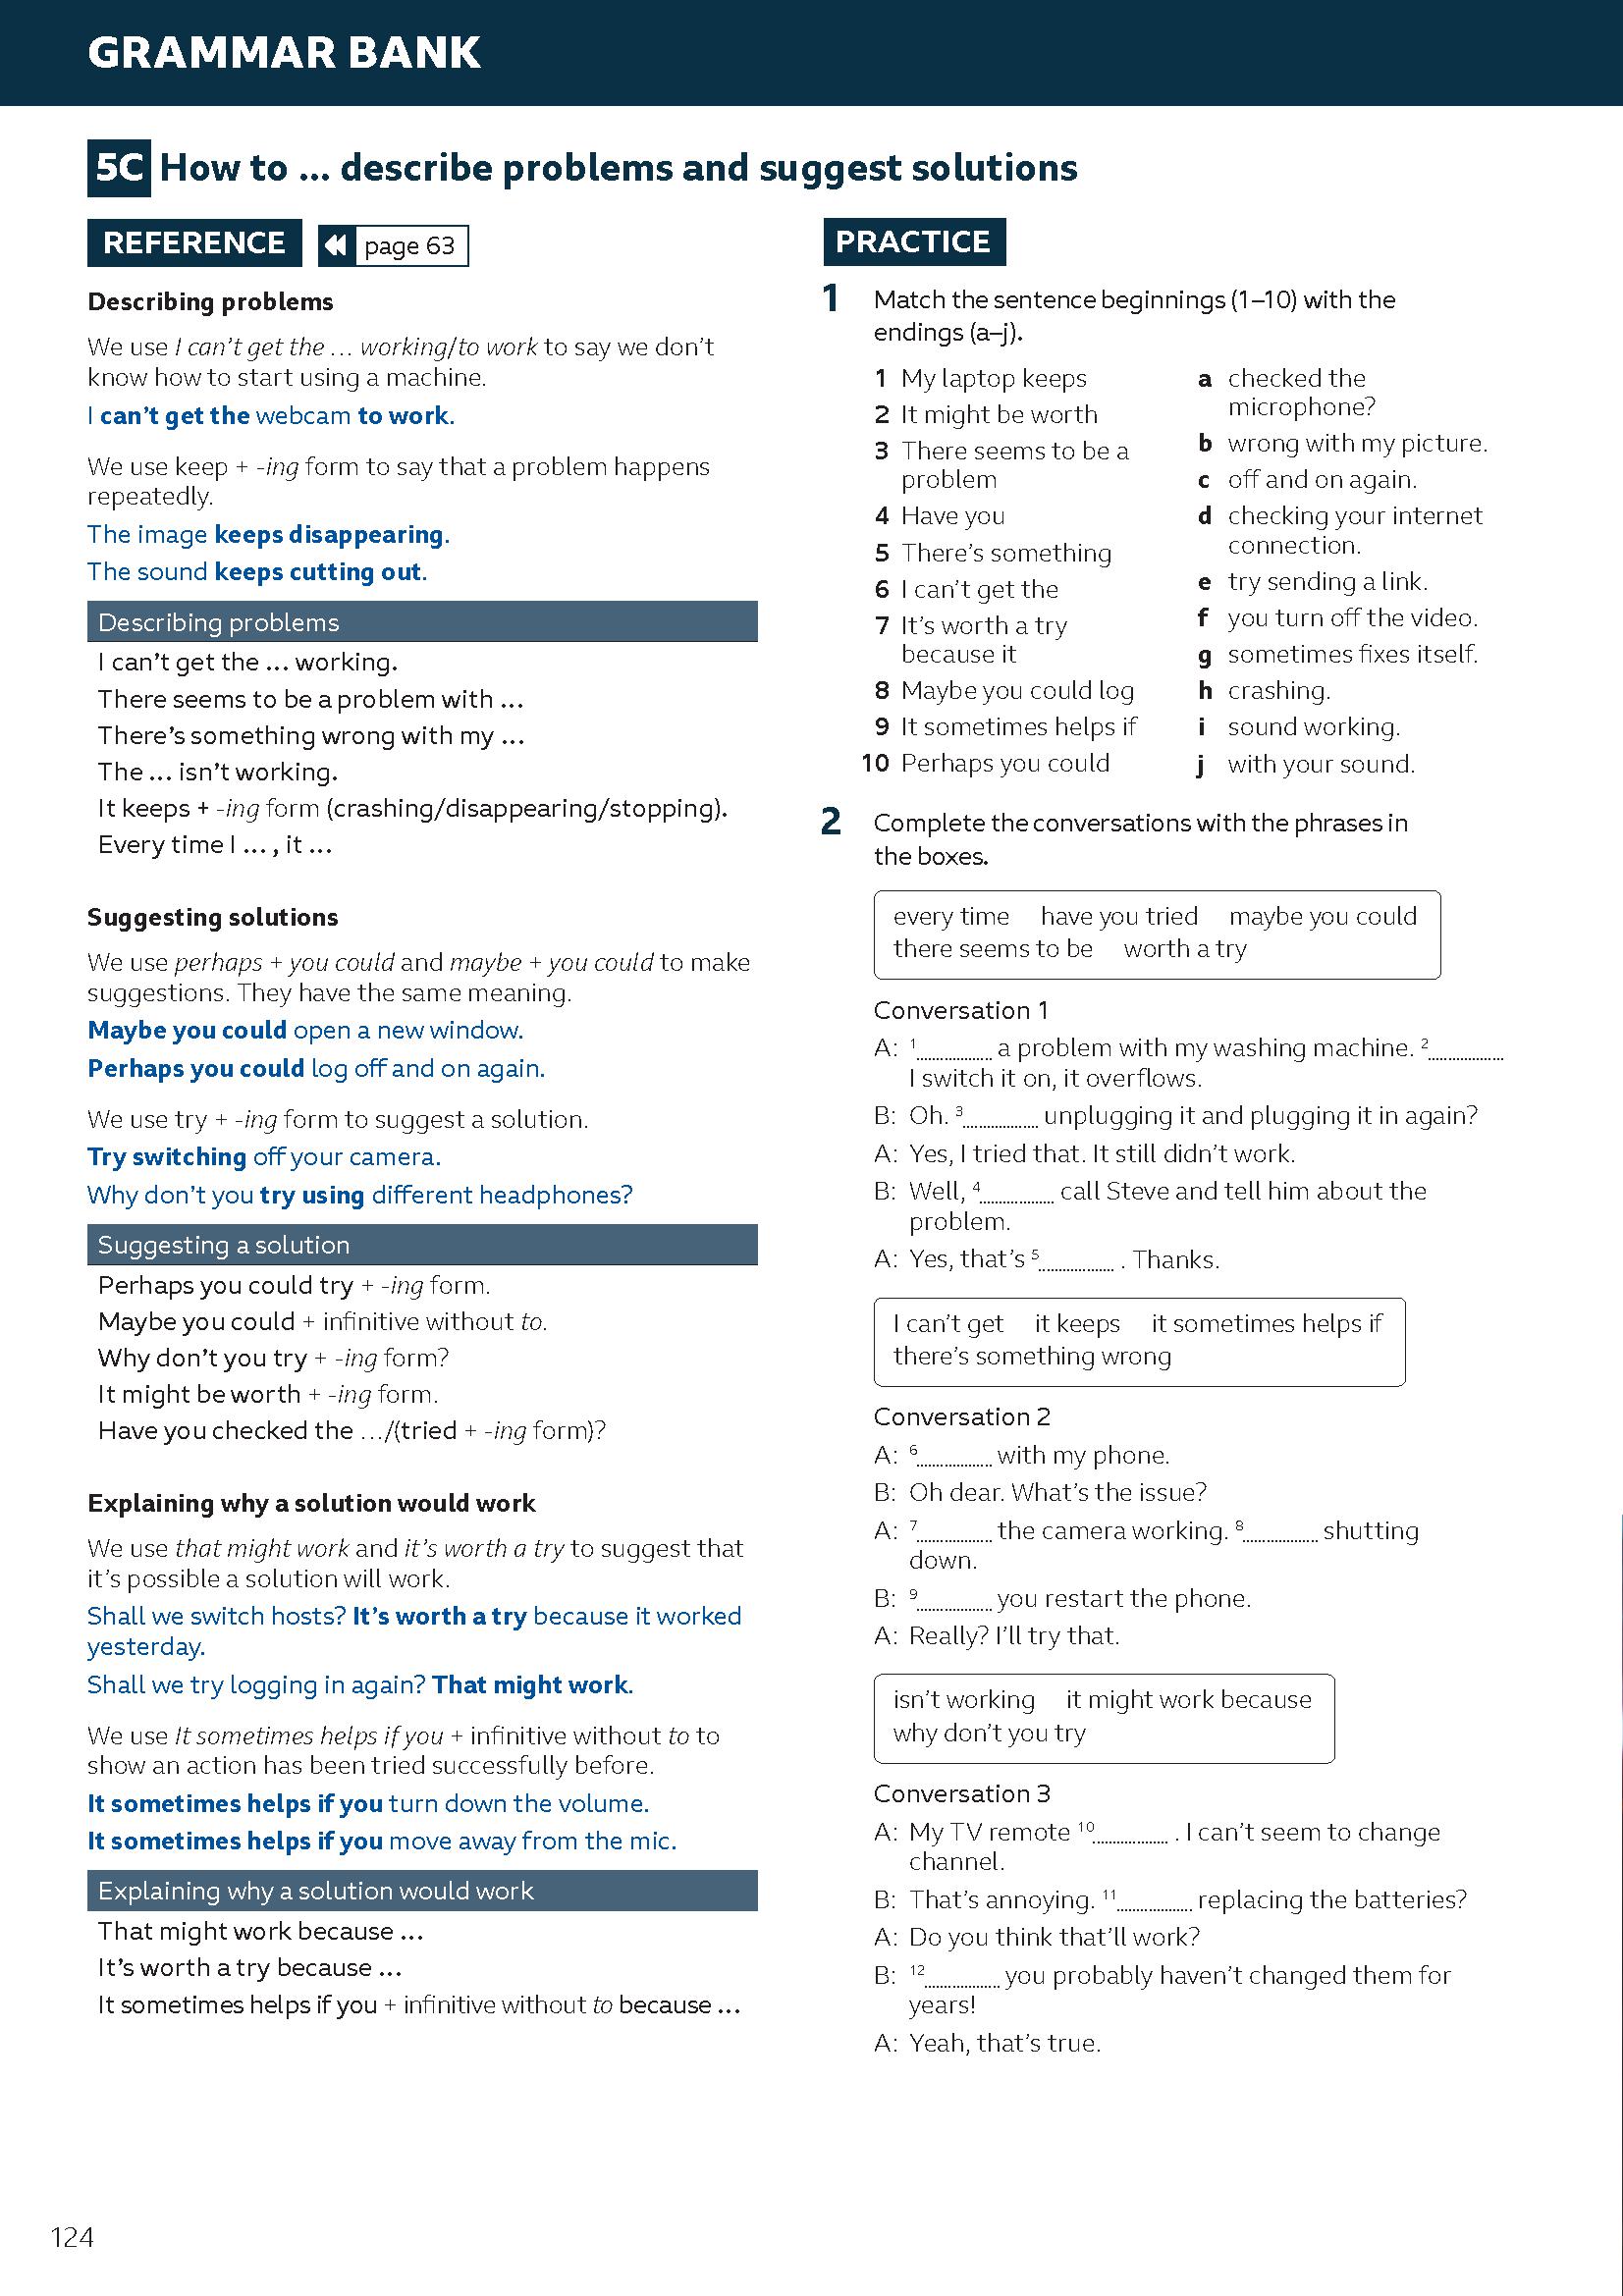 GRAMMAR BANK
5C How to … describe problems and suggest solutions
REFERENCE page 63
Describing problems
We use I can’t get the … working/to work to say we don’t
know how to start using a machine.
I can’t get the webcam to work.
We use keep + -ing form to say that a problem happens
repeatedly.
The image keeps disappearing.
The sound keeps cutting out.
Describing problems
I can’t get the … working.
There seems to be a problem with …
There’s something wrong with my …
The … isn’t working.
It keeps + -ing form (crashing/disappearing/stopping).
Every time I … , it …
Suggesting solutions
We use perhaps + you could and maybe + you could to make
suggestions. They have the same meaning.
Maybe you could open a new window.
Perhaps you could log off and on again.
We use try + -ing form to suggest a solution.
Try switching off your camera.
Why don’t you try using different headphones?
Suggesting a solution
Perhaps you could try + -ing form.
Maybe you could + infinitive without to.
Why don’t you try + -ing form?
It might be worth + -ing form.
Have you checked the …/(tried + -ing form)?
Explaining why a solution would work
We use that might work and it’s worth a try to suggest that
it’s possible a solution will work.
Shall we switch hosts? It’s worth a try because it worked
yesterday.
Shall we try logging in again? That might work.
We use It sometimes helps if you + infinitive without to to
show an action has been tried successfully before.
It sometimes helps if you turn down the volume.
It sometimes helps if you move away from the mic.
Explaining why a solution would work
That might work because …
It’s worth a try because …
It sometimes helps if you + infinitive without to because …
PRACTICE
1 Match the sentence beginnings (1–10) with the
endings (a–j).
1 My laptop keeps
2 It might be worth
3 There seems to be a
problem
4 Have you
5 There’s something
6 I can’t get the
7 It’s worth a try
because it
8 Maybe you could log
9 It sometimes helps if
10 Perhaps you could
a checked the
microphone?
b wrong with my picture.
c off and on again.
d checking your internet
connection.
e try sending a link.
f you turn off the video.
g sometimes fixes itself.
h crashing.
i sound working.
j with your sound.
2 Complete the conversations with the phrases in
the boxes.
every time have you tried maybe you could
there seems to be worth a try
Conversation 1
A: 1 a problem with my washing machine. 2
I switch it on, it overflows.
B: Oh. 3 unplugging it and plugging it in again?
A: Yes, I tried that. It still didn’t work.
B: Well, 4 call Steve and tell him about the
problem.
A: Yes, that’s 5 . Thanks.
I can’t get it keeps it sometimes helps if
there’s something wrong
Conversation 2
A: 6 with my phone.
B: Oh dear. What’s the issue?
A: 7 the camera working. 8 shutting
down.
B: 9 you restart the phone.
A: Really? I’ll try that.
isn’t working it might work because
why don’t you try
Conversation 3
A: My TV remote 10 . I can’t seem to change
channel.
B: That’s annoying. 11 replacing the batteries?
A: Do you think that’ll work?
B: 12 you probably haven’t changed them for
years!
A: Yeah, that’s true.
124